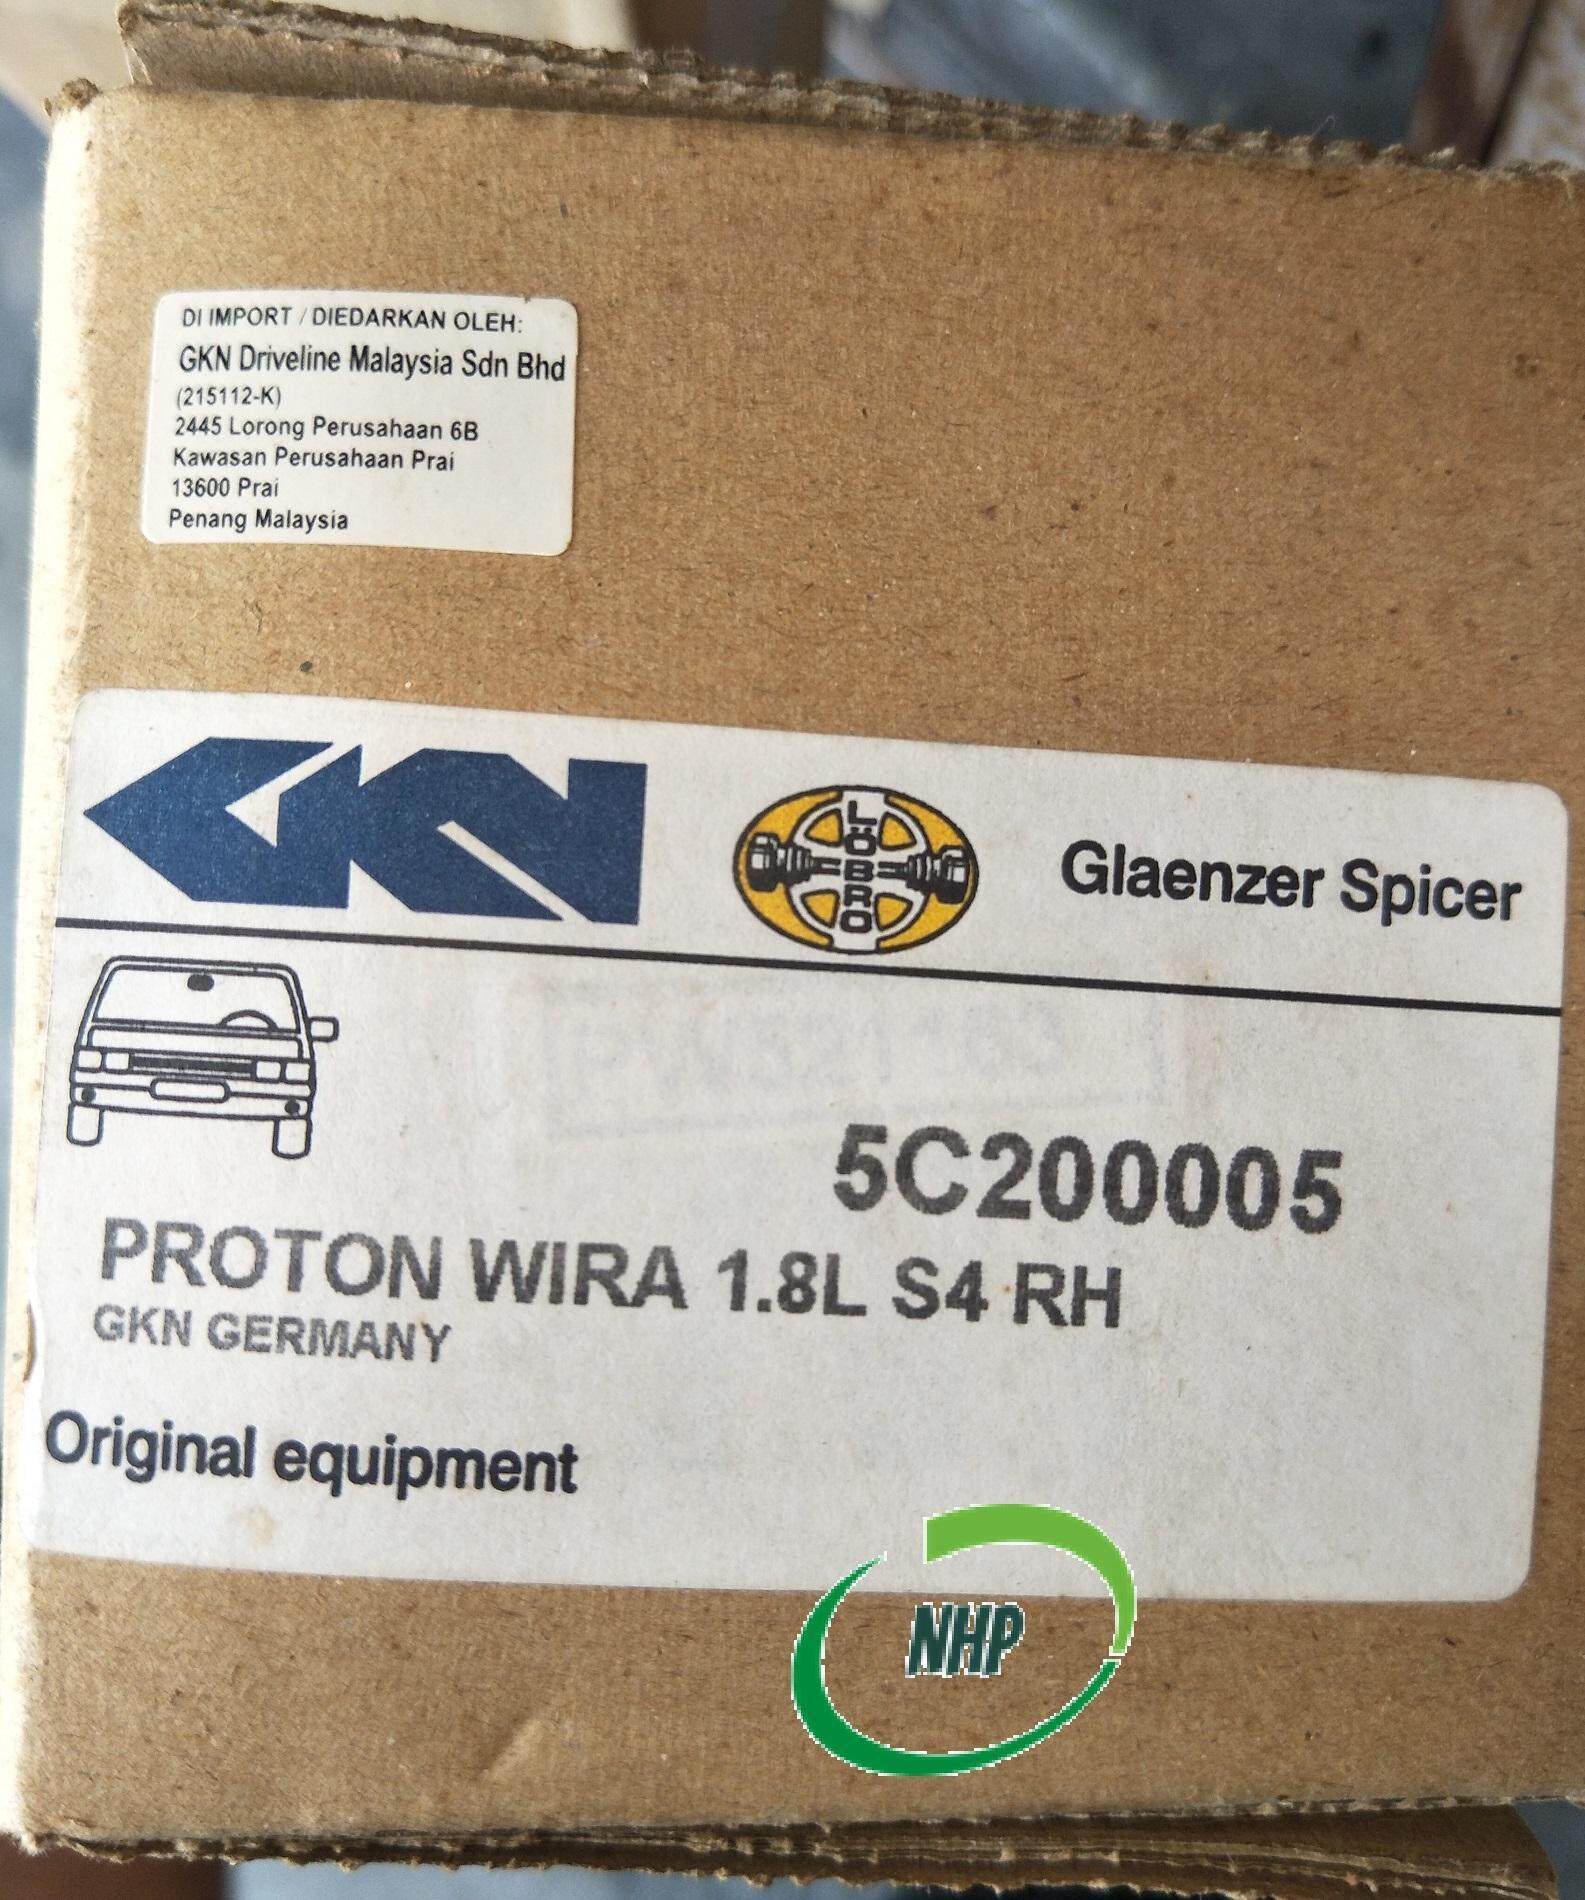 DI IMPORT / DIEDARKAN OLEH:
GKN Driveline Malaysia Sdn Bhd
(215112-K)
2445 Lorong Perusahaan 6B
Kawasan Perusahaan Prai
13600 Prai
Penang Malaysia
GKN
LÖBRO
Glaenzer Spicer
5C200005
PROTON WIRA 1.8L S4 RH
GKN GERMANY
Original equipment
NHP